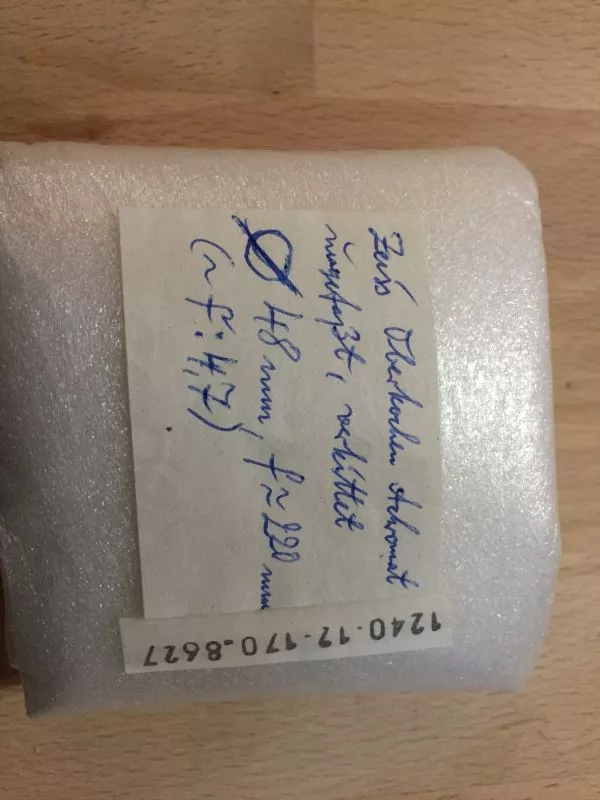 Zeiss Oberkochen Achromat
ungefaßt, verkittet
Ø 48 mm, f ~ 220 mm
(~ f:4,7)
1240-12-170-8627